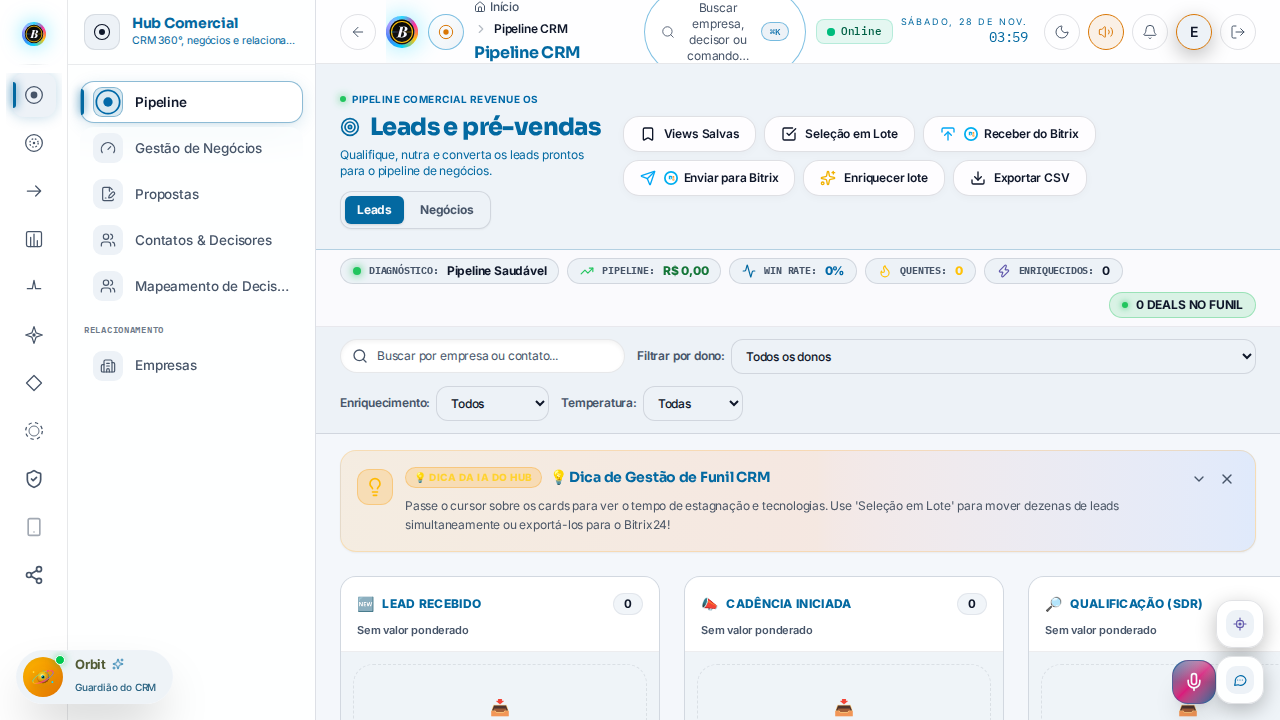 B
Hub Comercial
CRM 360°, negócios e relaciona...
Pipeline
Gestão de Negócios
Propostas
Contatos & Decisores
Mapeamento de Decis...
RELACIONAMENTO
Empresas
Orbit
Guardião do CRM
B
Início
Pipeline CRM
Pipeline CRM
Buscar
empresa,
decisor ou
comando...
⌘K
Online
SÁBADO, 28 DE NOV.
03:59
E
PIPELINE COMERCIAL REVENUE OS
Leads e pré-vendas
Qualifique, nutra e converta os leads prontos
para o pipeline de negócios.
Leads
Negócios
Views Salvas
Seleção em Lote
Receber do Bitrix
Enviar para Bitrix
Enriquecer lote
Exportar CSV
DIAGNÓSTICO: Pipeline Saudável
PIPELINE: R$ 0,00
WIN RATE: 0%
QUENTES: 0
ENRIQUECIDOS: 0
0 DEALS NO FUNIL
Buscar por empresa ou contato...
Filtrar por dono: Todos os donos
Enriquecimento: Todos
Temperatura: Todas
💡 DICA DA IA DO HUB
💡 Dica de Gestão de Funil CRM
Passe o cursor sobre os cards para ver o tempo de estagnação e tecnologias. Use 'Seleção em Lote' para mover dezenas de leads
simultaneamente ou exportá-los para o Bitrix24!
🆕 LEAD RECEBIDO 0
Sem valor ponderado
📣 CADÊNCIA INICIADA 0
Sem valor ponderado
🔎 QUALIFICAÇÃO (SDR)
Sem valor ponderado